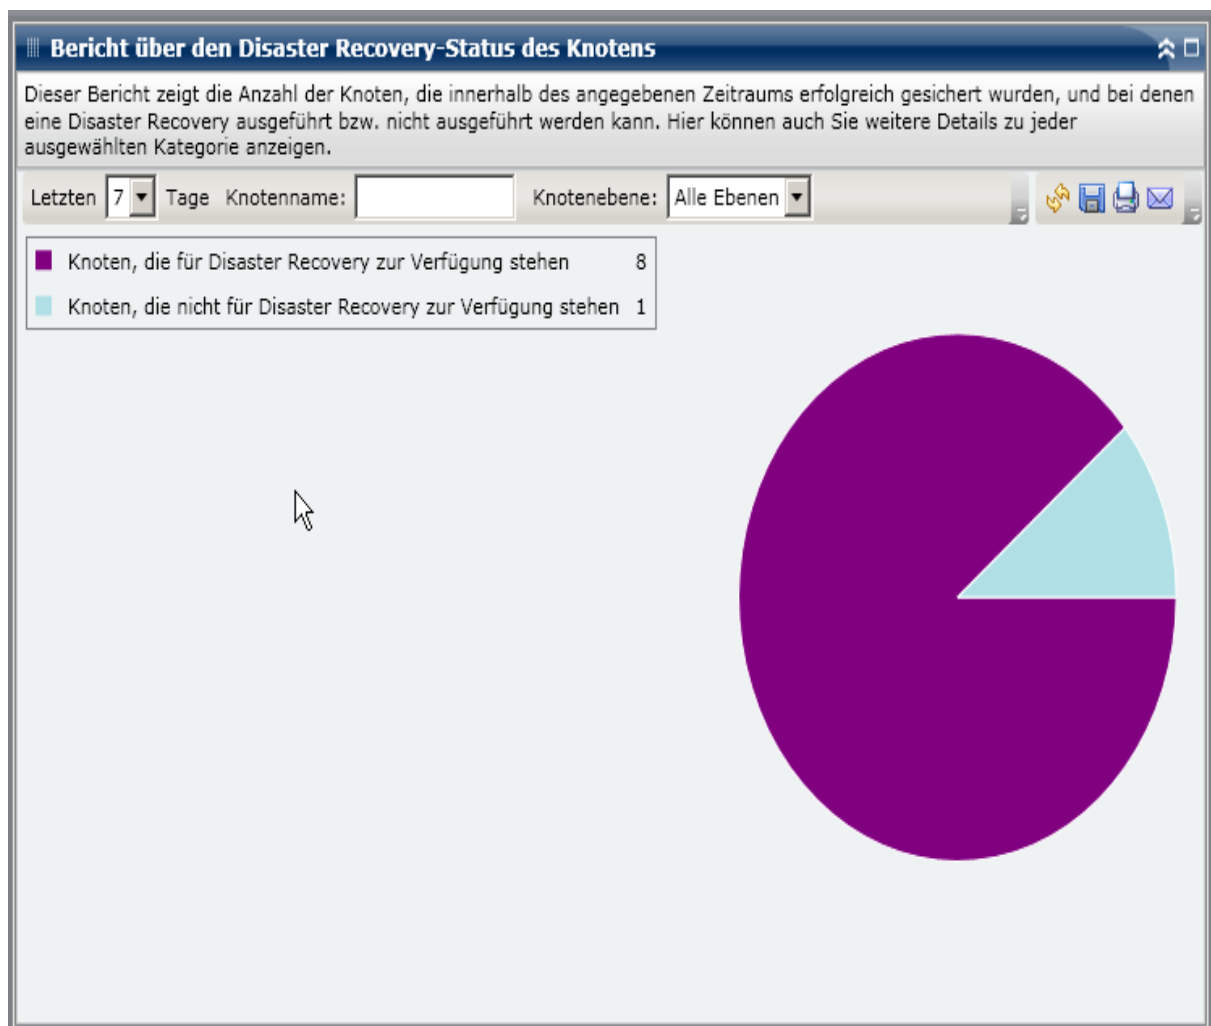 Bericht über den Disaster Recovery-Status des Knotens
Dieser Bericht zeigt die Anzahl der Knoten, die innerhalb des angegebenen Zeitraums erfolgreich gesichert wurden, und bei denen
eine Disaster Recovery ausgeführt bzw. nicht ausgeführt werden kann. Hier können auch Sie weitere Details zu jeder
ausgewählten Kategorie anzeigen.
Letzten 7 Tage Knotenname: Knotenebene: Alle Ebenen
Knoten, die für Disaster Recovery zur Verfügung stehen 8
Knoten, die nicht für Disaster Recovery zur Verfügung stehen 1